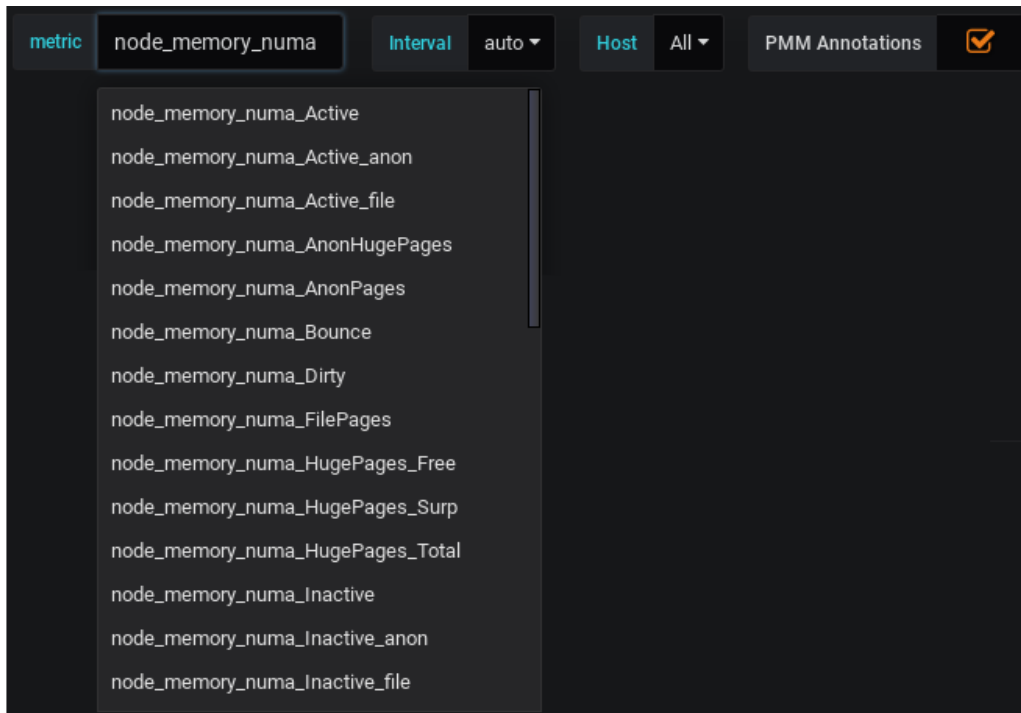 metric node_memory_numa Interval auto Host All PMM Annotations
node_memory_numa_Active
node_memory_numa_Active_anon
node_memory_numa_Active_file
node_memory_numa_AnonHugePages
node_memory_numa_AnonPages
node_memory_numa_Bounce
node_memory_numa_Dirty
node_memory_numa_FilePages
node_memory_numa_HugePages_Free
node_memory_numa_HugePages_Surp
node_memory_numa_HugePages_Total
node_memory_numa_Inactive
node_memory_numa_Inactive_anon
node_memory_numa_Inactive_file